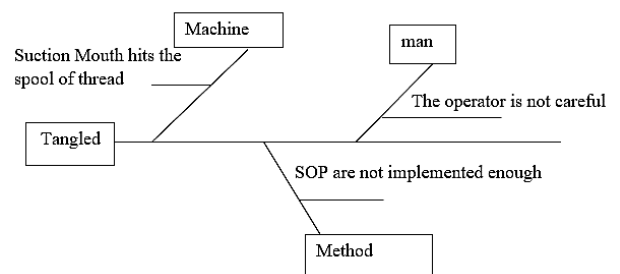 Machine
man
Suction Mouth hits the
spool of thread
The operator is not careful
Tangled
SOP are not implemented enough
Method